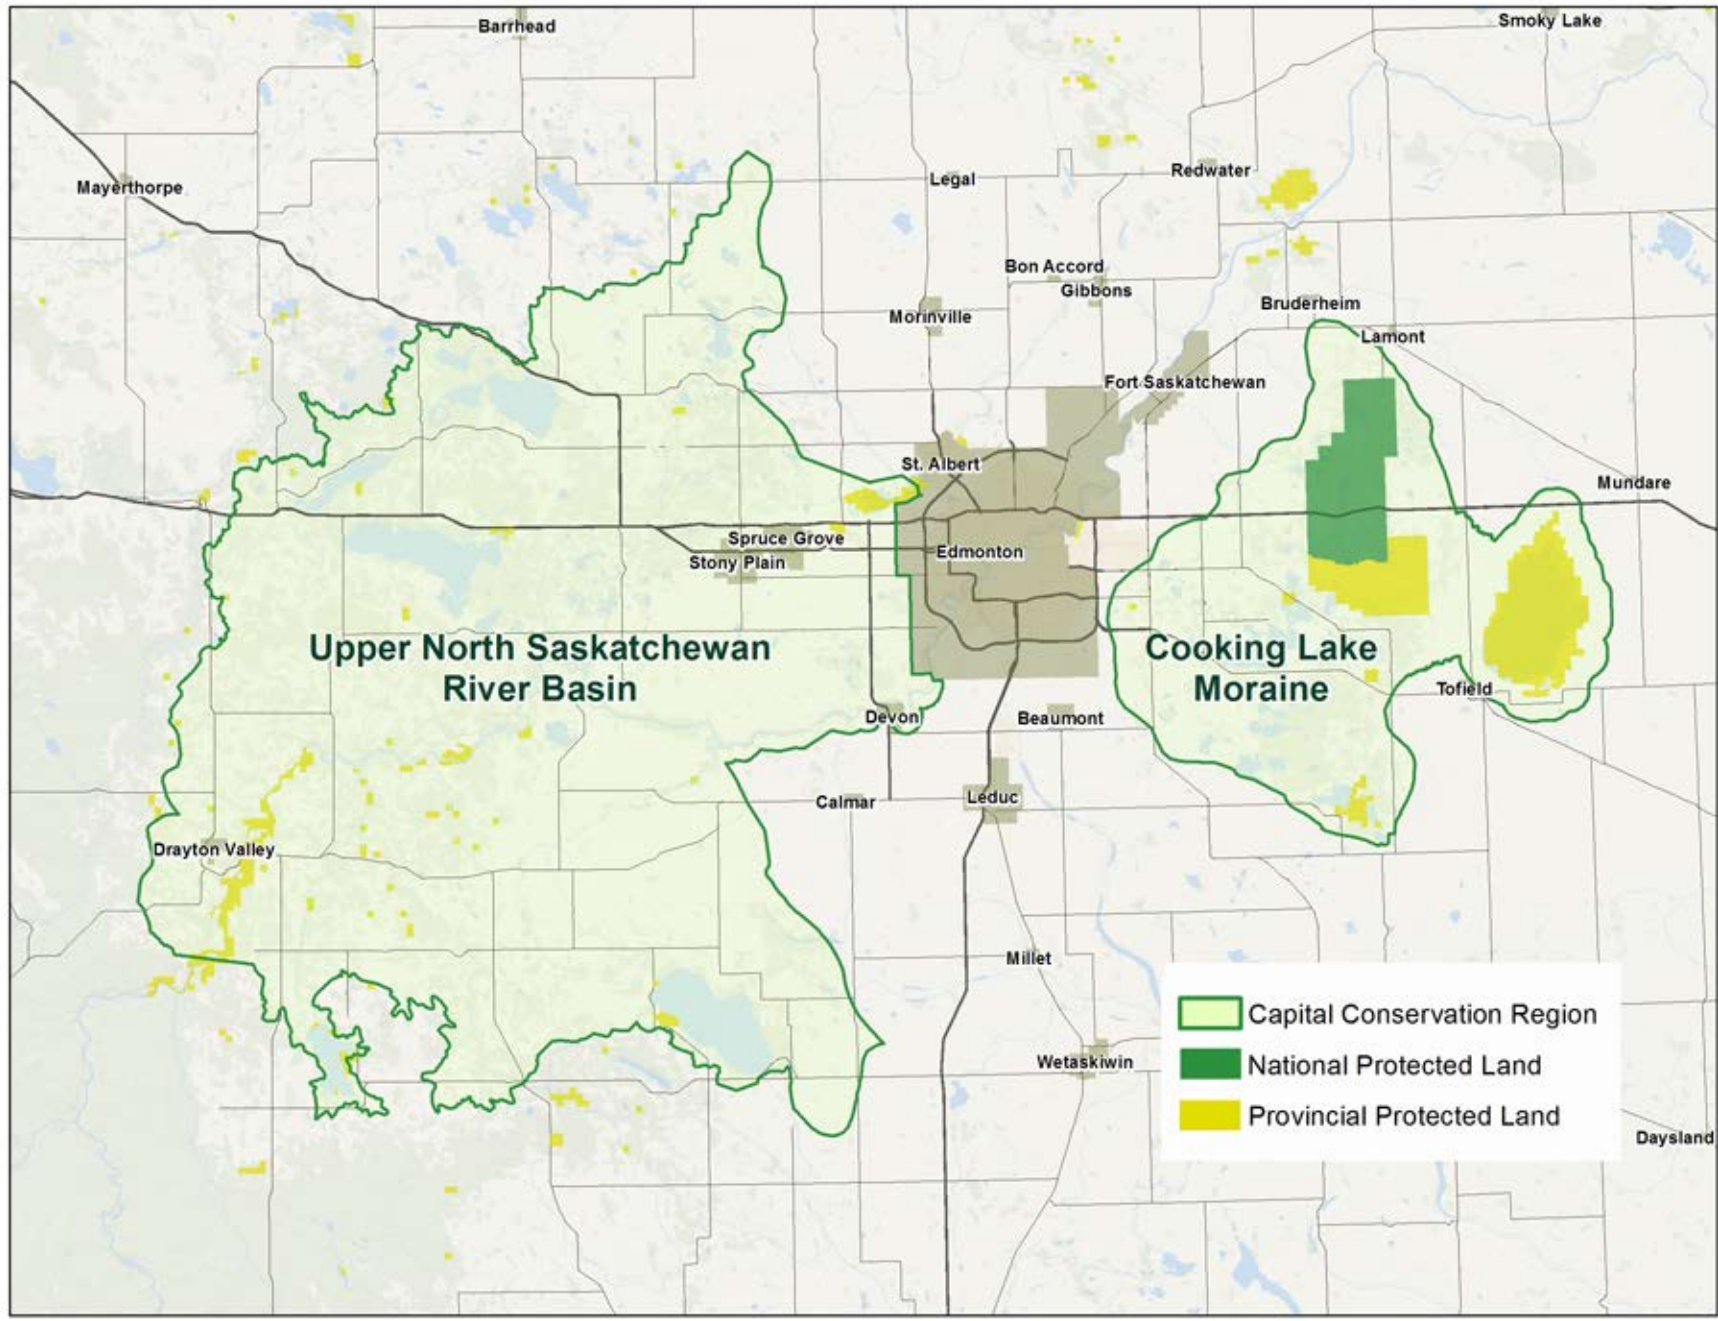 Barrhead
Smoky Lake
Mayerthorpe
Legal
Redwater
Bon Accord
Gibbons
Morinville
Bruderheim
Lamont
Fort Saskatchewan
St. Albert
Mundare
Spruce Grove
Stony Plain
Edmonton
Upper North Saskatchewan
River Basin
Cooking Lake
Moraine
Tofield
Devon
Beaumont
Calmar
Leduc
Drayton Valley
Millet
Wetaskiwin
Capital Conservation Region
National Protected Land
Provincial Protected Land
Daysland